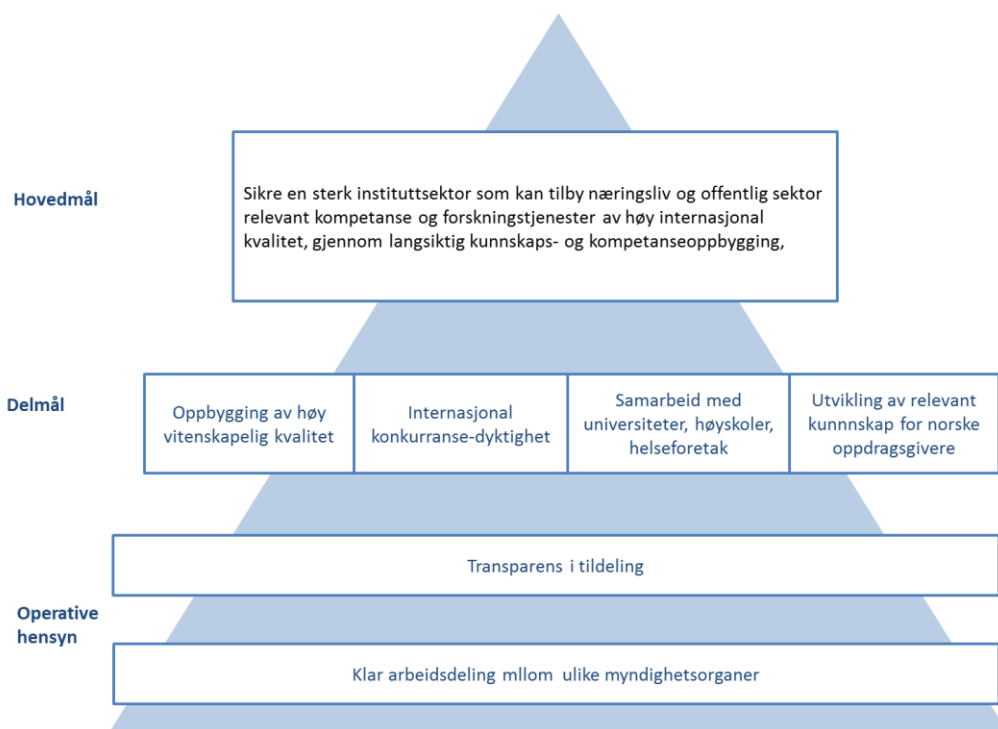 Hovedmål
Sikre en sterk instituttsektor som kan tilby næringsliv og offentlig sektor
relevant kompetanse og forskningstjenester av høy internasjonal
kvalitet, gjennom langsiktig kunnskaps- og kompetanseoppbygging,
Delmål
Oppbygging av høy
vitenskapelig kvalitet
Internasjonal
konkurranse-dyktighet
Samarbeid med
universiteter, høyskoler,
helseforetak
Utvikling av relevant
kunnnskap for norske
oppdragsgivere
Transparens i tildeling
Operative
hensyn
Klar arbeidsdeling mllom ulike myndighetsorganer